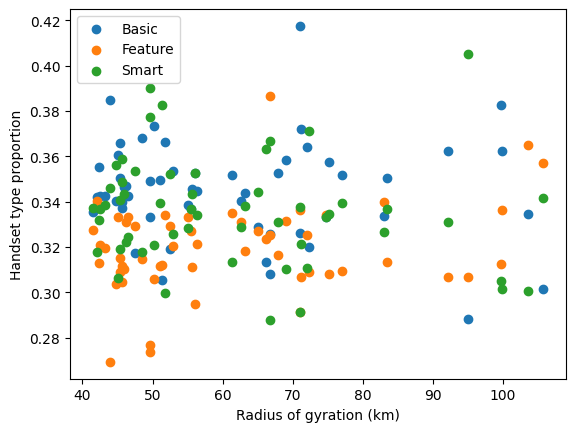 Basic
Feature
Smart
Handset type proportion
0.42
0.40
0.38
0.36
0.34
0.32
0.30
0.28
40 50 60 70 80 90 100
Radius of gyration (km)